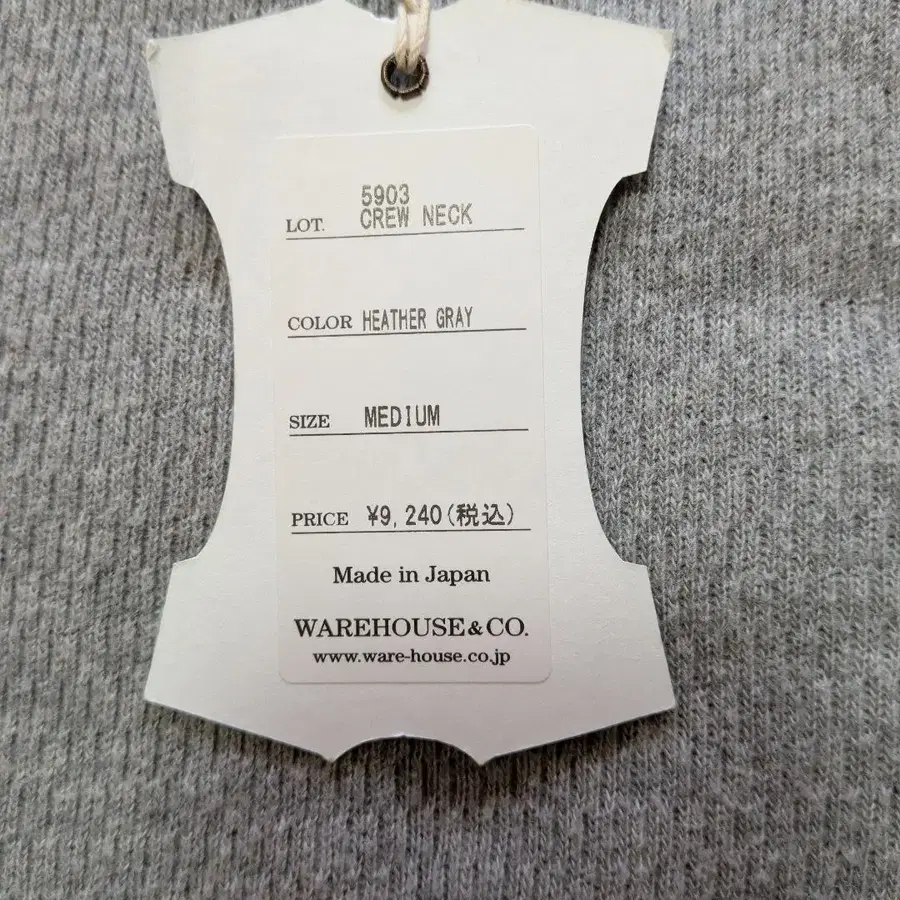 5903
LOT. CREW NECK
COLOR HEATHER GRAY
SIZE MEDIUM
PRICE ¥9,240(税込)
Made in Japan
WAREHOUSE&CO.
www.ware-house.co.jp